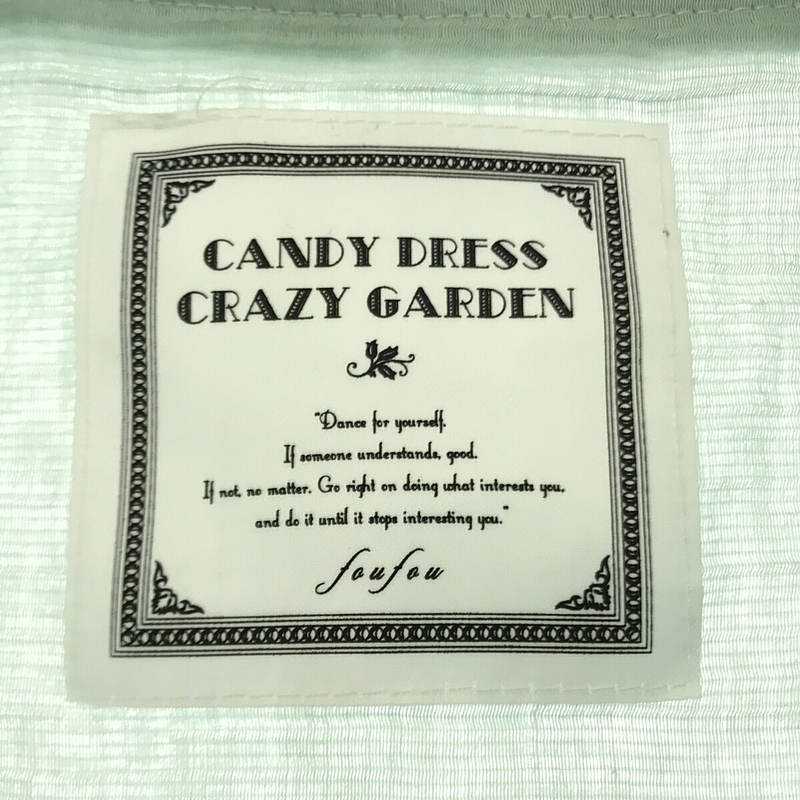 CANDY DRESS
CRAZY GARDEN
"Dance for yourself.
If someone understands, good.
If not, no matter. Go right on doing what interests you,
and do it until it stops interesting you."
foufou